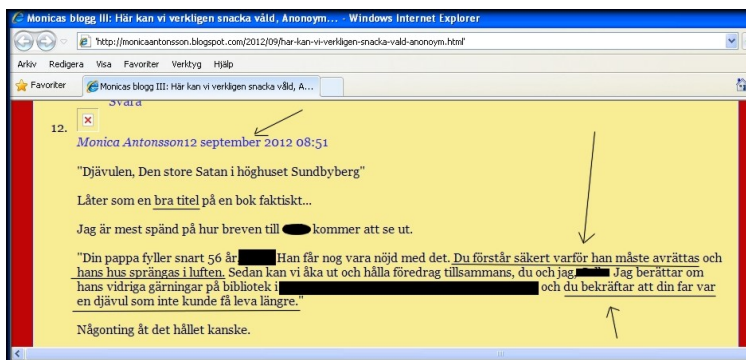 Monicas blogg III: Här kan vi verkligen snacka våld, Anonoym... - Windows Internet Explorer
http://monicaantonsson.blogspot.com/2012/09/har-kan-vi-verkligen-snacka-vald-anonoym.html'
Arkiv Redigera Visa Favoriter Verktyg Hjälp
Favoriter Monicas blogg III: Här kan vi verkligen snacka våld, A...
Svara
12.
Monica Antonsson12 september 2012 08:51
"Djävulen, Den store Satan i höghuset Sundbyberg"
Låter som en bra titel på en bok faktiskt...
Jag är mest spänd på hur breven till kommer att se ut.
"Din pappa fyller snart 56 år, Han får nog vara nöjd med det. Du förstår säkert varför han måste avrättas och
hans hus sprängas i luften. Sedan kan vi åka ut och hålla föredrag tillsammans, du och jag, Jag berättar om
hans vidriga gärningar på bibliotek i och du bekräftar att din far var
en djävul som inte kunde få leva längre."
Någonting åt det hållet kanske.